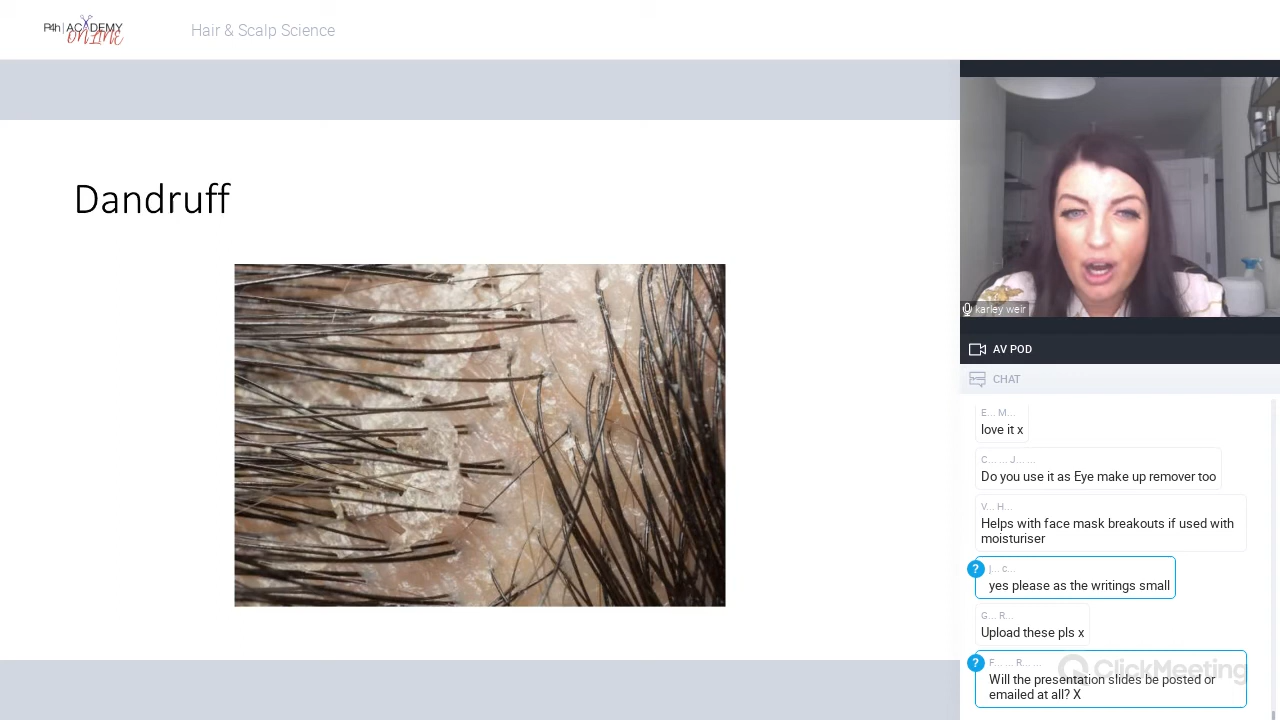 P4h | ACADEMY
ONLINE
Hair & Scalp Science
Dandruff
karley weir
AV POD
CHAT
E... M...
love it x
C... ... J... ...
Do you use it as Eye make up remover too
V... H...
Helps with face mask breakouts if used with
moisturiser
?
j... c...
yes please as the writings small
G... R...
Upload these pls x
?
F... ... R... ...
Will the presentation slides be posted or
emailed at all? X
ClickMeeting